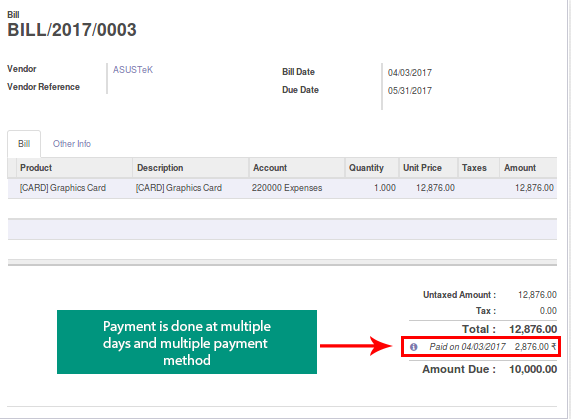 Bill
BILL/2017/0003
Vendor ASUSTeK
Vendor Reference
Bill Date 04/03/2017
Due Date 05/31/2017
Bill Other Info
Product Description Account Quantity Unit Price Taxes Amount
[CARD] Graphics Card [CARD] Graphics Card 220000 Expenses 1.000 12,876.00 12,876.00
Untaxed Amount : 12,876.00
Tax : 0.00
Total : 12,876.00
Paid on 04/03/2017 2,876.00 ₹
Amount Due : 10,000.00
Payment is done at multiple
days and multiple payment
method